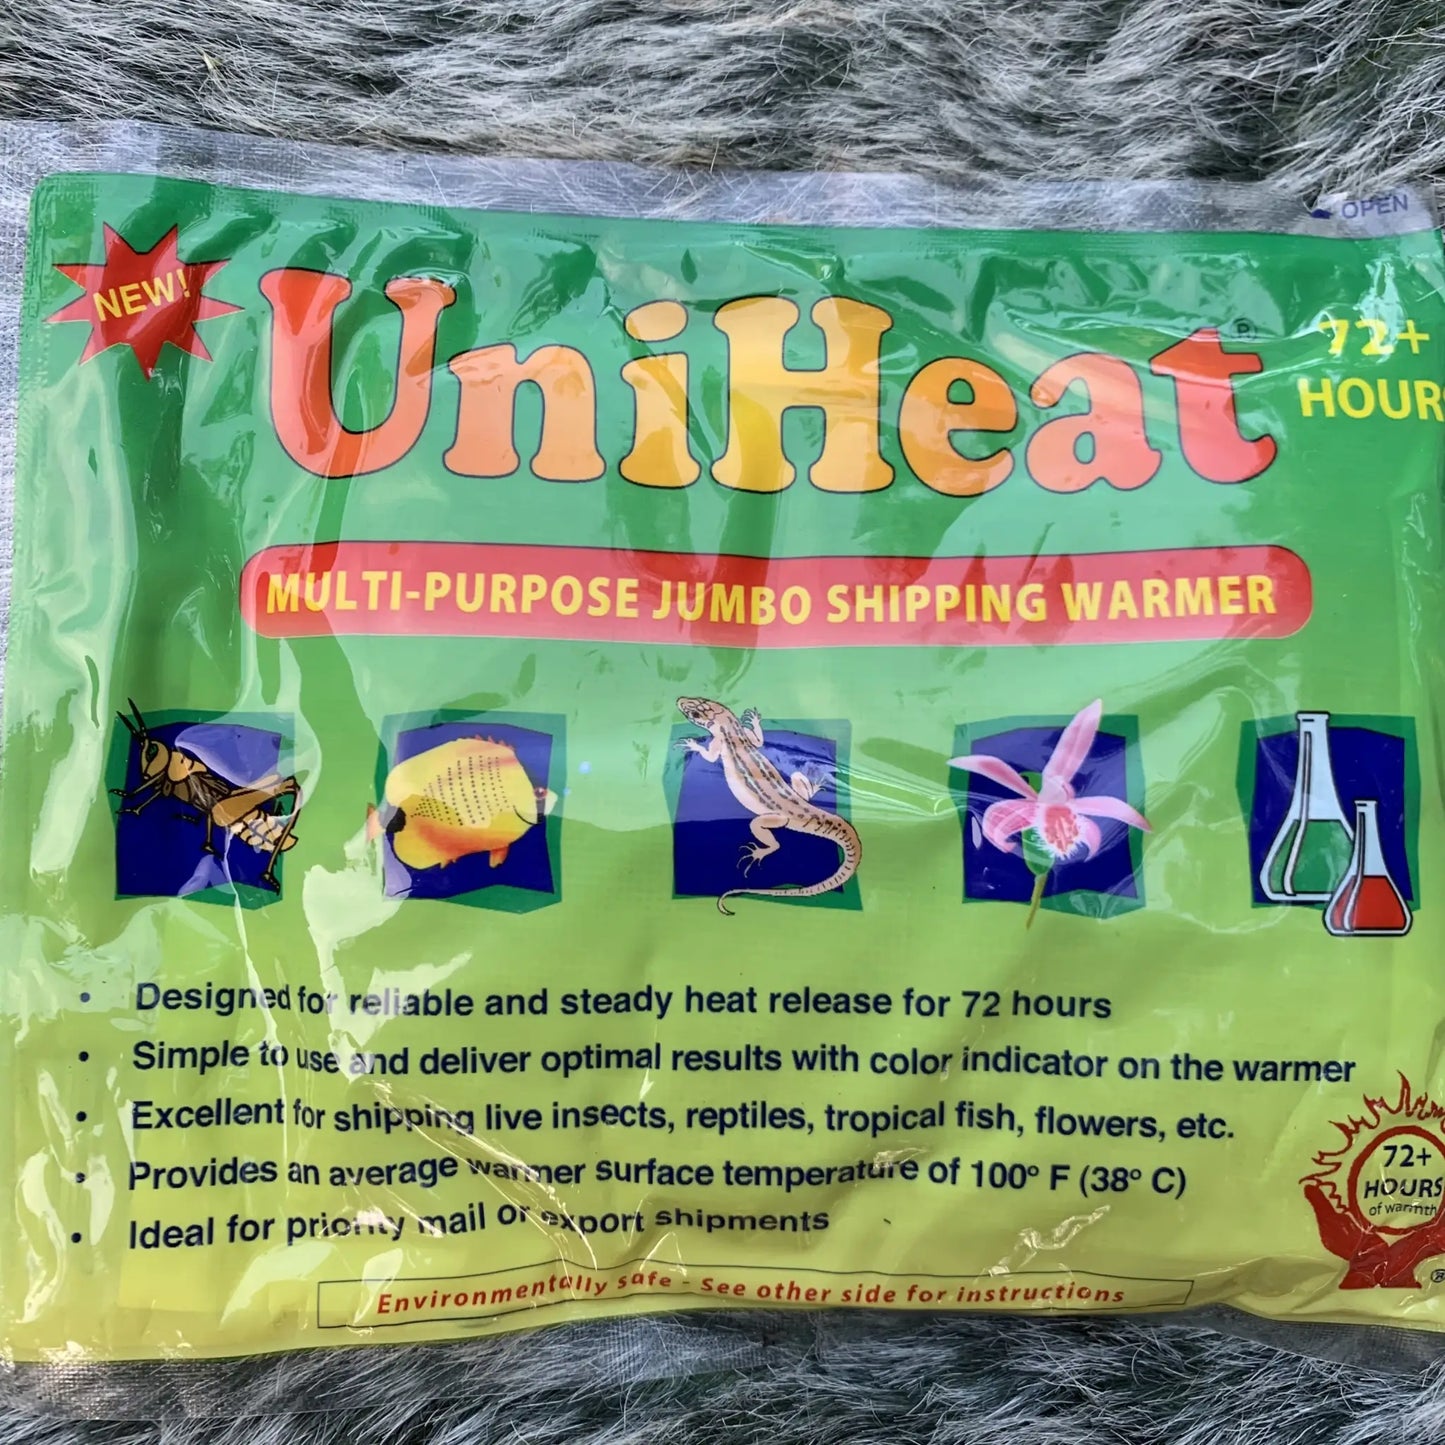 OPEN
NEW!
UniHeat®
72+
HOUR
MULTI-PURPOSE JUMBO SHIPPING WARMER
• Designed for reliable and steady heat release for 72 hours
• Simple to use and deliver optimal results with color indicator on the warmer
• Excellent for shipping live insects, reptiles, tropical fish, flowers, etc.
• Provides an average warmer surface temperature of 100º F (38º C)
• Ideal for priority mail or export shipments
72+
HOURS
of warmth
®
Environmentally safe - See other side for instructions